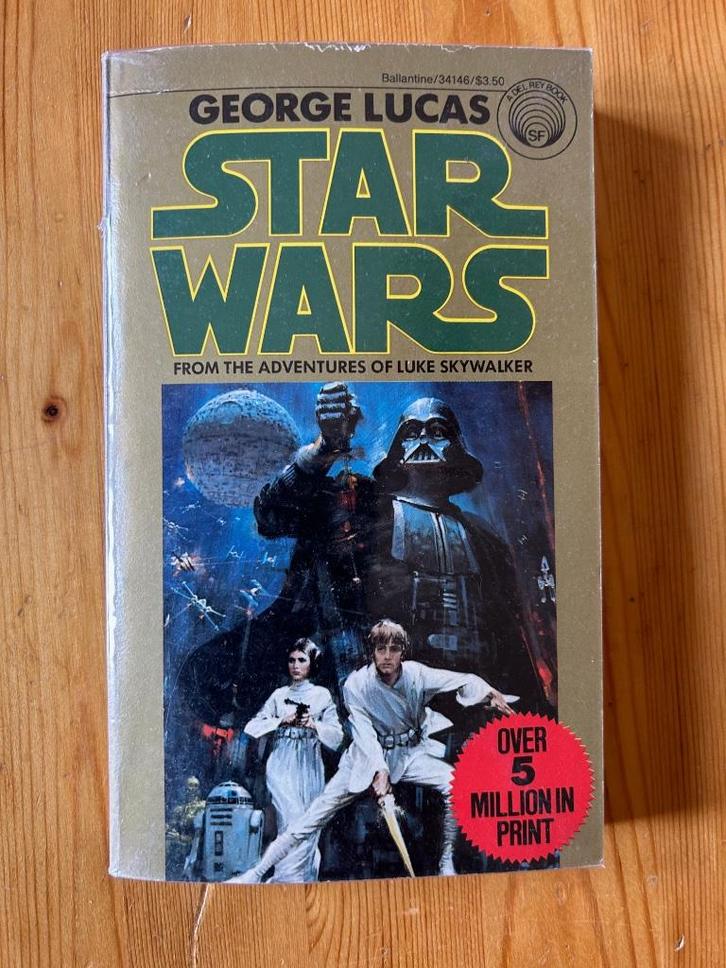 Ballantine/34146/$3.50
GEORGE LUCAS
A DEL REY BOOK
SF
STAR
WARS
FROM THE ADVENTURES OF LUKE SKYWALKER
OVER
5
MILLION IN
PRINT